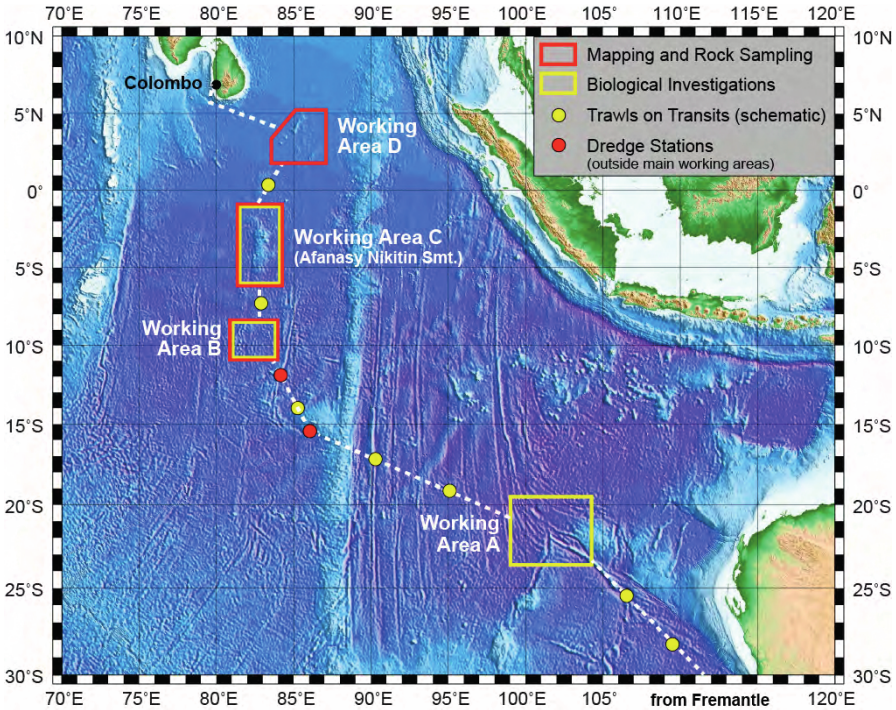 70°E 75°E 80°E 85°E 90°E 95°E 100°E 105° 110°E 115°E 120°E
10°N 10°N
Mapping and Rock Sampling
Colombo
Biological Investigations
5°N 5°N
Trawls on Transits (schematic)
Working
Area D
Dredge Stations
(outside main working areas)
0° 0°
Working Area C
(Afanasy Nikitin Smt.)
5°S 5°S
Working
Area B
10°S 10°S
15°S 15°S
20°S 20°S
Working
Area A
25°S 25°S
30°S 30°S
70°E 75°E 80°E 85°E 90°E 95°E 100°E 105° from Fremantle 120°E